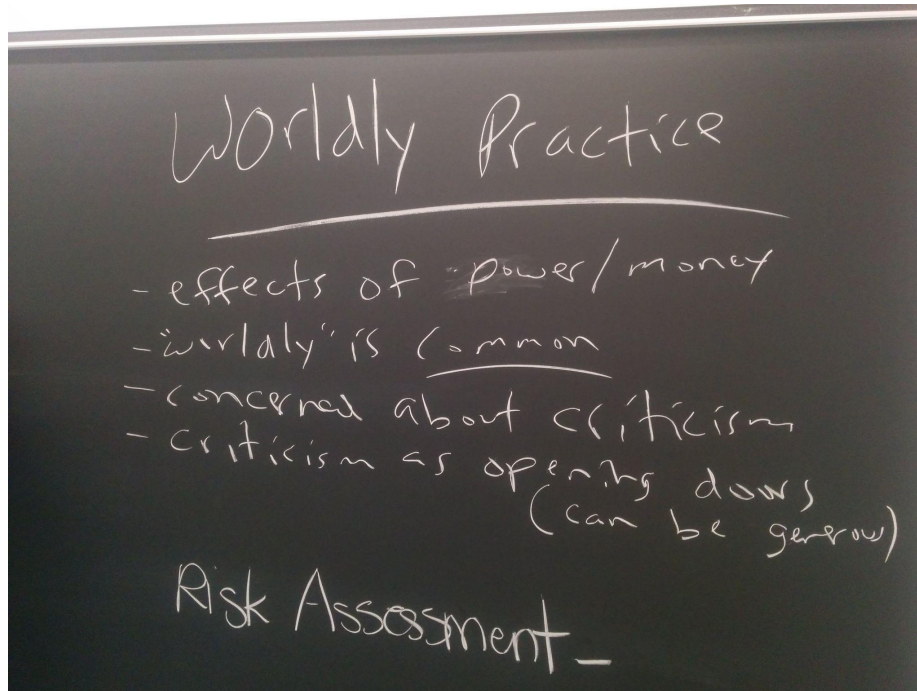 Worldly Practice
- effects of power/money
- "worldly" is common
- concerned about criticism
- criticism as opening doors
(can be generous)
Risk Assessment -